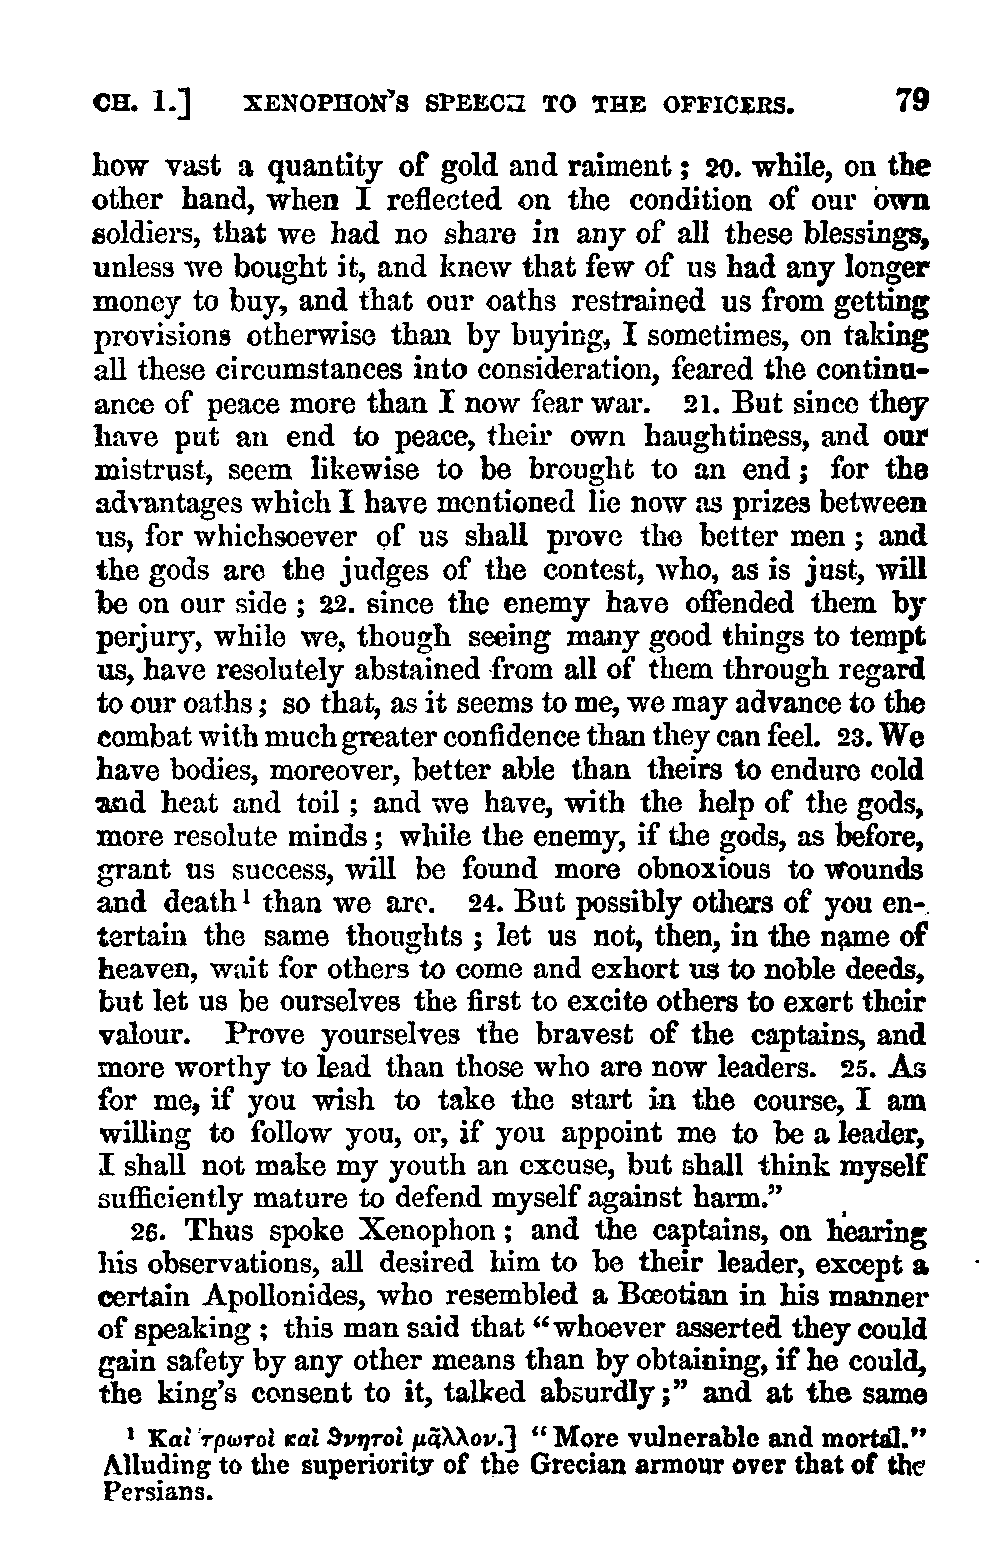 CH. 1.] XENOPHON'S SPEECH TO THE OFFICERS. 79
how vast a quantity of gold and raiment; 20. while, on the
other hand, when I reflected on the condition of our own
soldiers, that we had no share in any of all these blessings,
unless we bought it, and knew that few of us had any longer
money to buy, and that our oaths restrained us from getting
provisions otherwise than by buying, I sometimes, on taking
all these circumstances into consideration, feared the continu-
ance of peace more than I now fear war. 21. But since they
have put an end to peace, their own haughtiness, and our
mistrust, seem likewise to be brought to an end; for the
advantages which I have mentioned lie now as prizes between
us, for whichsoever of us shall prove the better men; and
the gods are the judges of the contest, who, as is just, will
be on our side; 22. since the enemy have offended them by
perjury, while we, though seeing many good things to tempt
us, have resolutely abstained from all of them through regard
to our oaths; so that, as it seems to me, we may advance to the
combat with much greater confidence than they can feel. 23. We
have bodies, moreover, better able than theirs to endure cold
and heat and toil; and we have, with the help of the gods,
more resolute minds; while the enemy, if the gods, as before,
grant us success, will be found more obnoxious to wounds
and death¹ than we are. 24. But possibly others of you en-
tertain the same thoughts; let us not, then, in the name of
heaven, wait for others to come and exhort us to noble deeds,
but let us be ourselves the first to excite others to exert their
valour. Prove yourselves the bravest of the captains, and
more worthy to lead than those who are now leaders. 25. As
for me, if you wish to take the start in the course, I am
willing to follow you, or, if you appoint me to be a leader,
I shall not make my youth an excuse, but shall think myself
sufficiently mature to defend myself against harm."
26. Thus spoke Xenophon; and the captains, on hearing
his observations, all desired him to be their leader, except a
certain Apollonides, who resembled a Bœotian in his manner
of speaking; this man said that "whoever asserted they could
gain safety by any other means than by obtaining, if he could,
the king's consent to it, talked absurdly;" and at the same
¹ Καὶ τρωτοὶ καὶ ϑνητοὶ μᾶλλον.] "More vulnerable and mortal."
Alluding to the superiority of the Grecian armour over that of the
Persians.